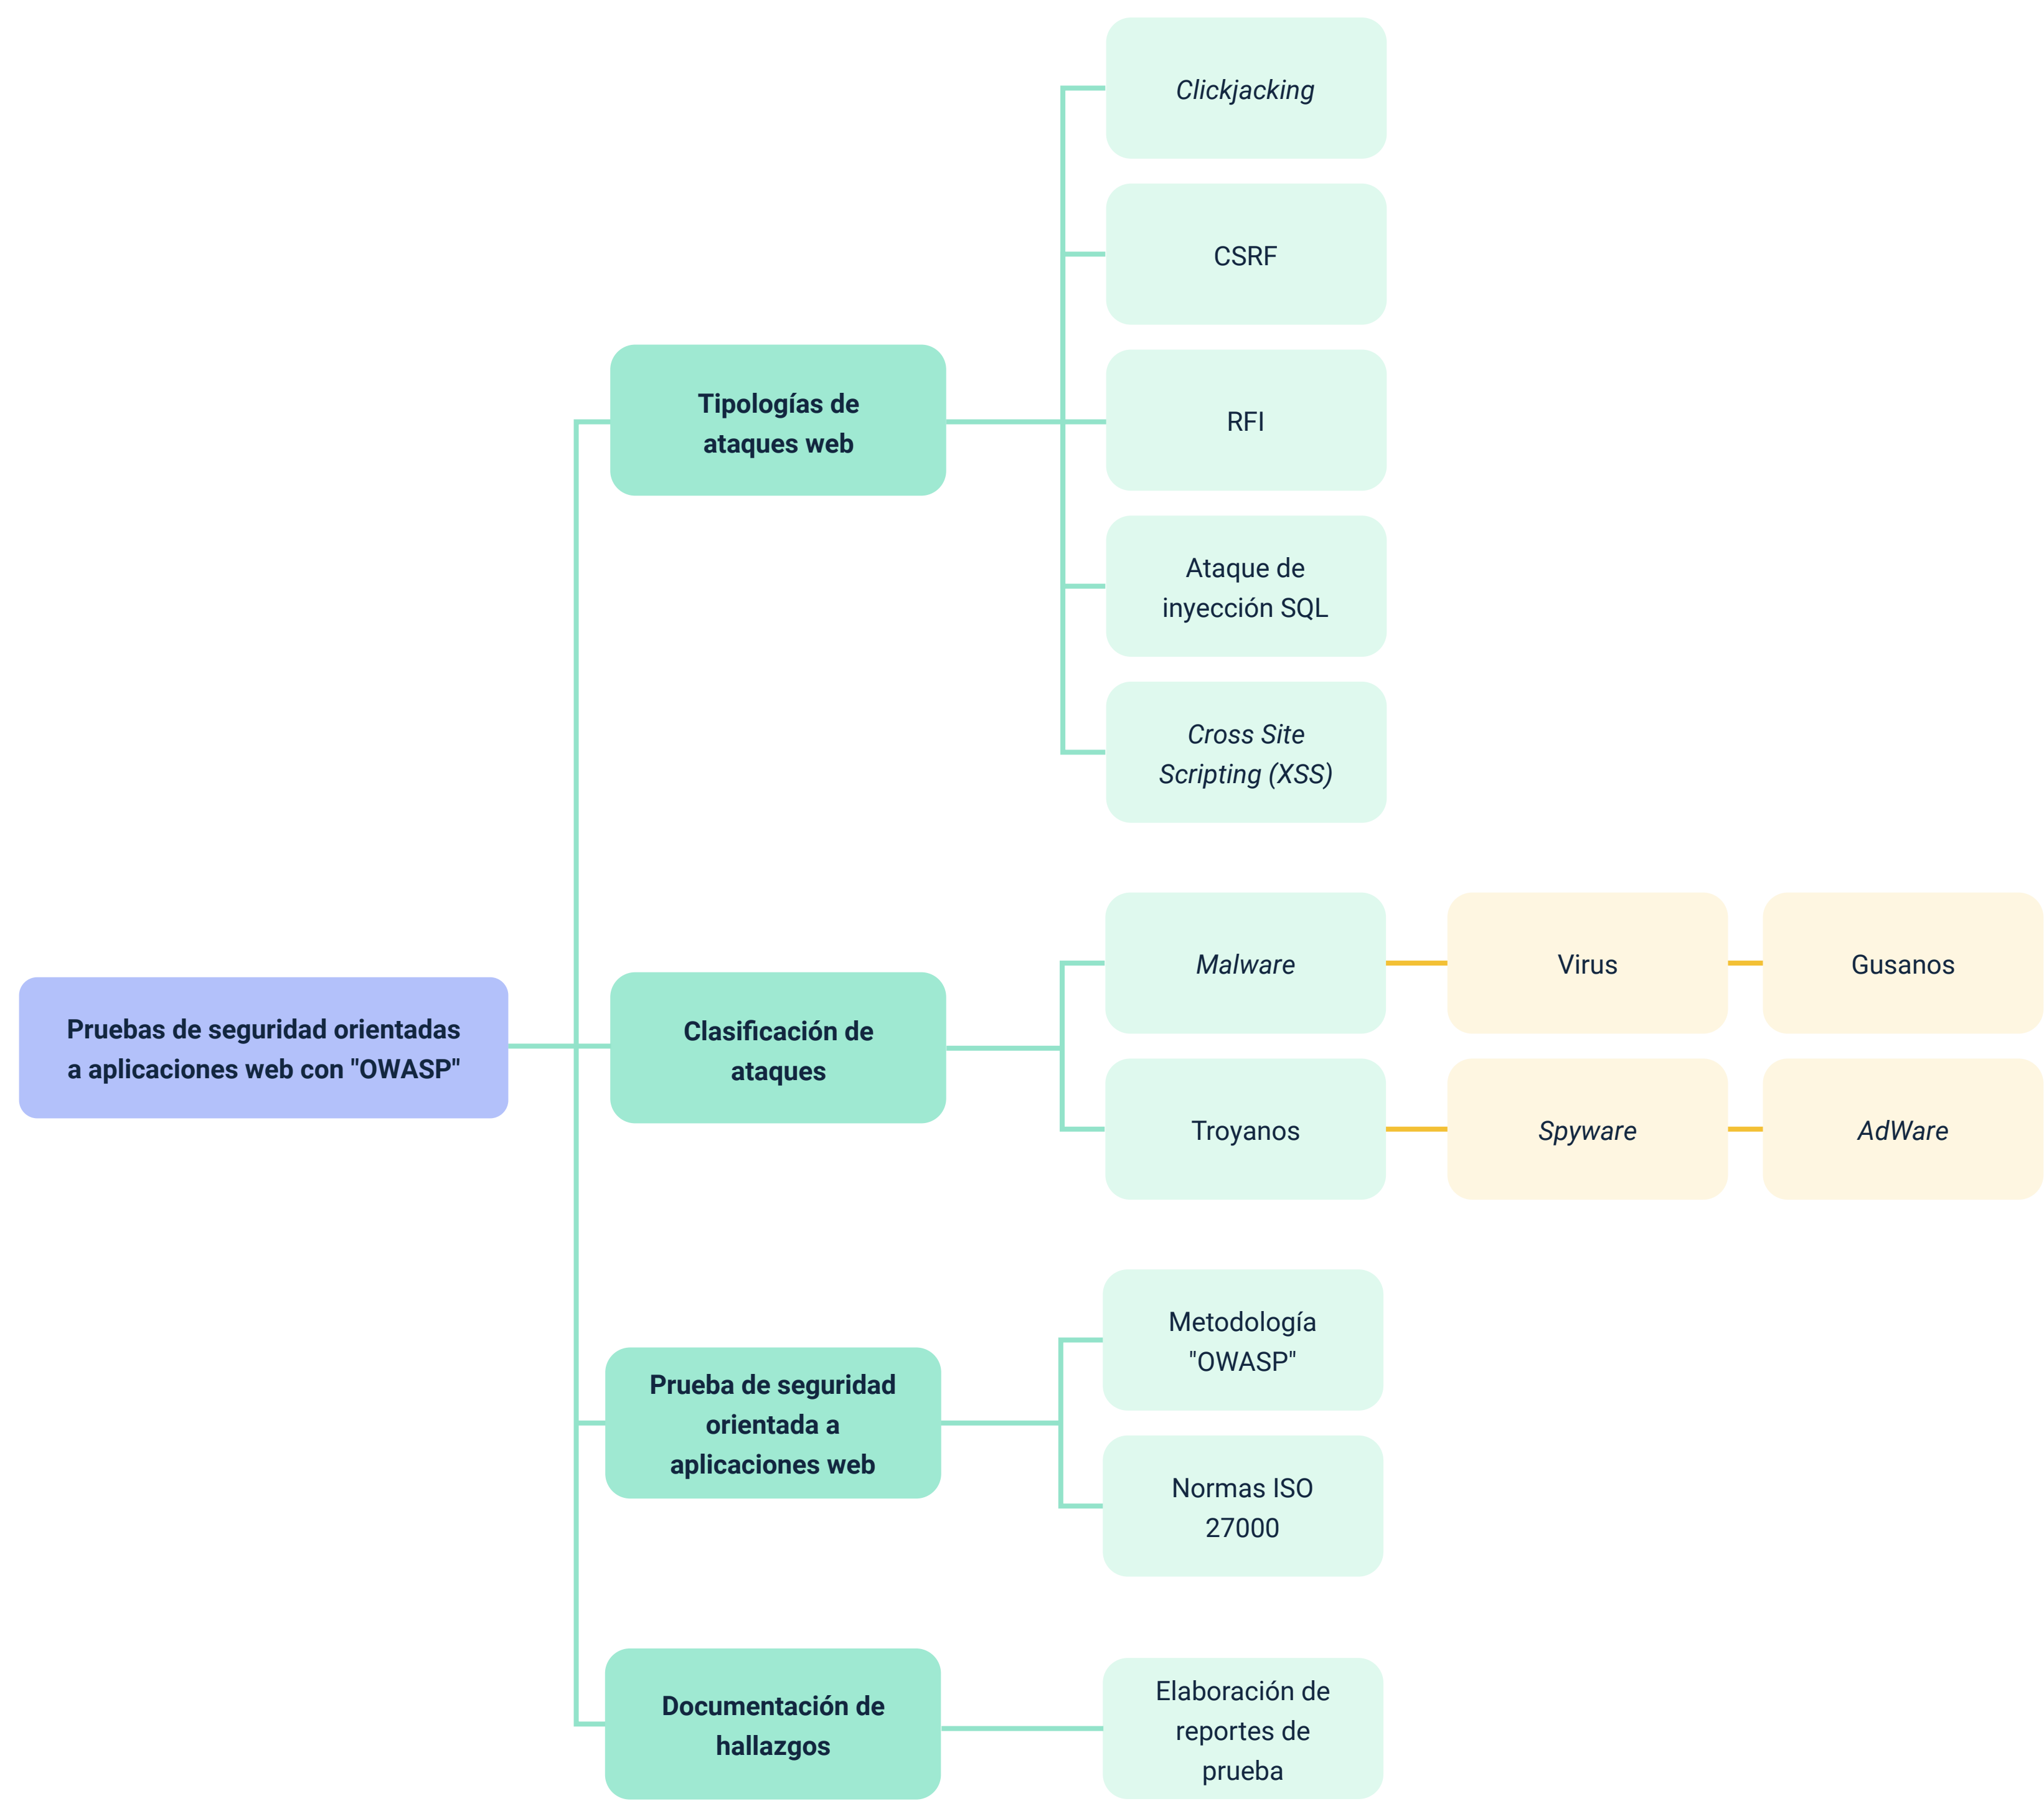 Clickjacking
CSRF
Tipologías de
ataques web
RFI
Ataque de
inyección SQL
Cross Site
Scripting (XSS)
Pruebas de seguridad orientadas
a aplicaciones web con "OWASP"
Clasificación de
ataques
Malware
Virus
Gusanos
Troyanos
Spyware
AdWare
Prueba de seguridad
orientada a
aplicaciones web
Metodología
"OWASP"
Normas ISO
27000
Documentación de
hallazgos
Elaboración de
reportes de
prueba